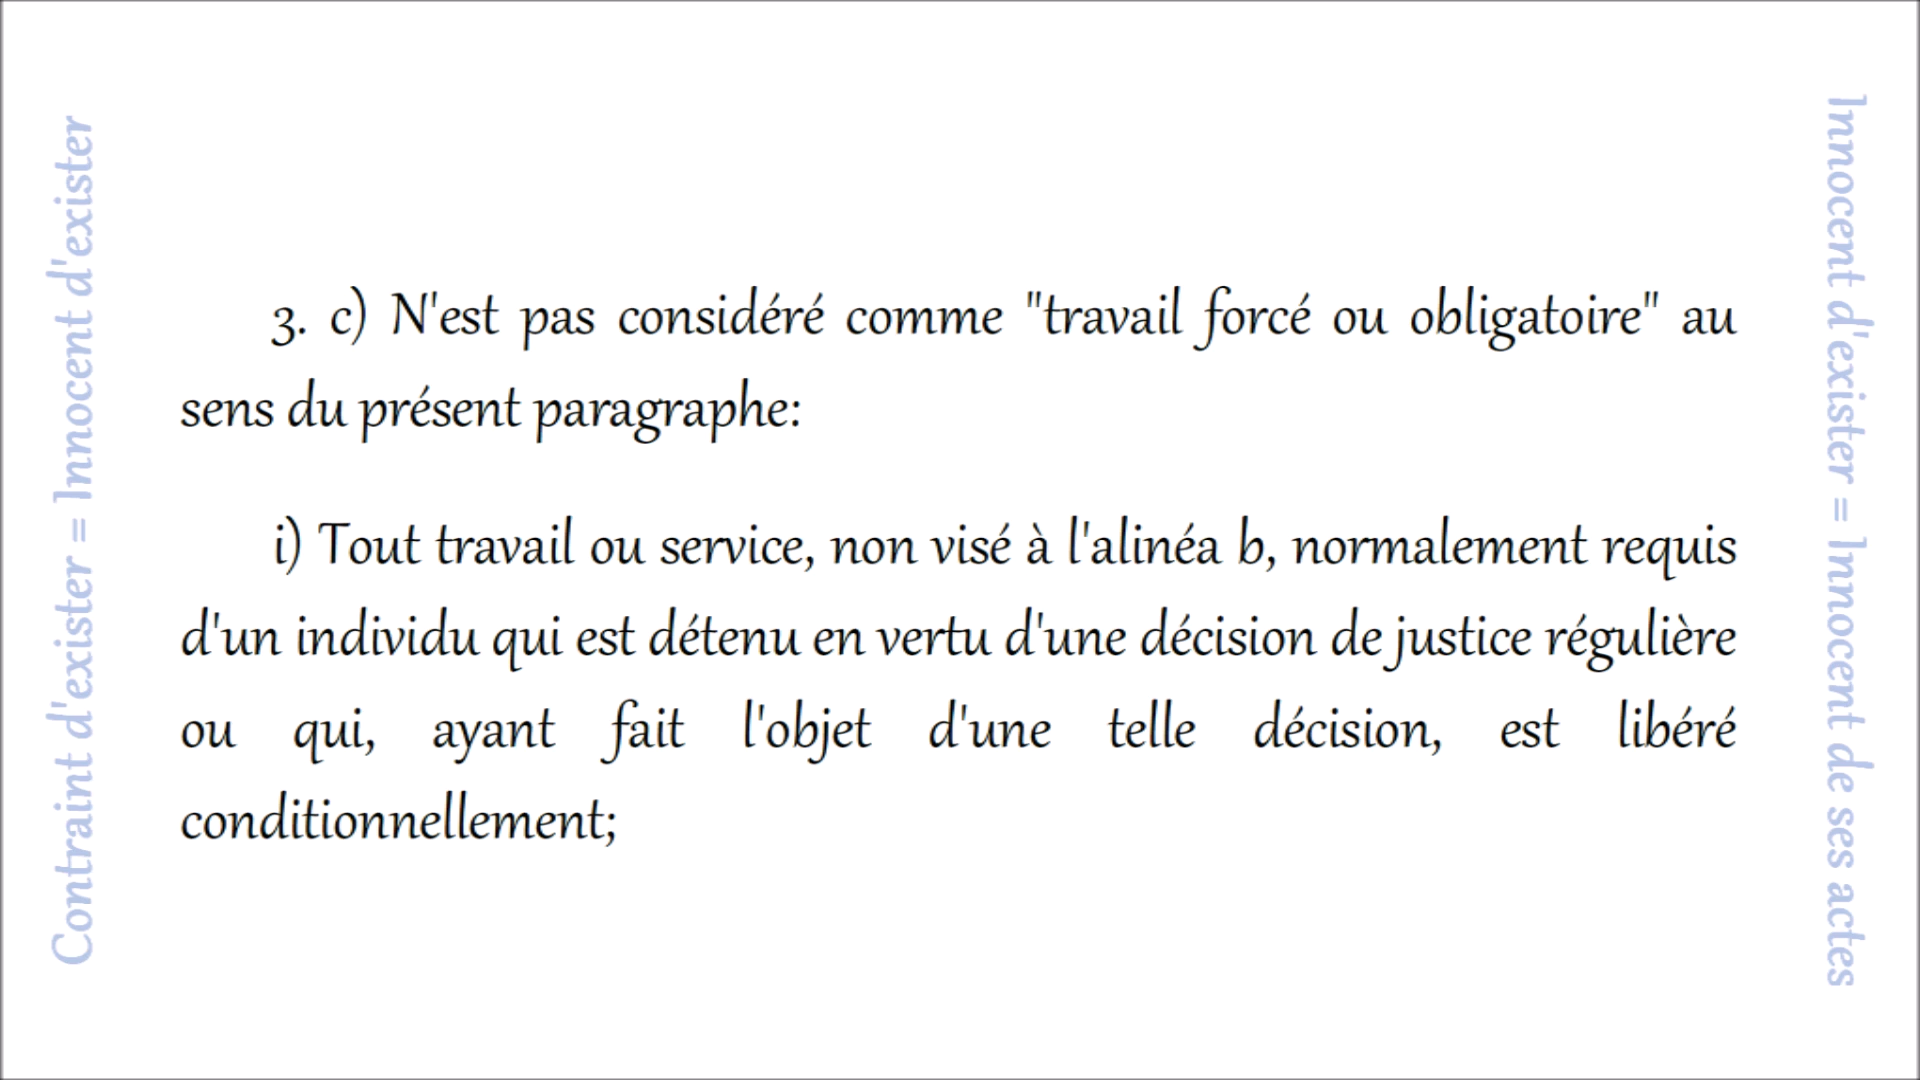 Contraint d'exister = Innocent d'exister
3. c) N'est pas considéré comme "travail forcé ou obligatoire" au
sens du présent paragraphe:
i) Tout travail ou service, non visé à l'alinéa b, normalement requis
d'un individu qui est détenu en vertu d'une décision de justice régulière
ou qui, ayant fait l'objet d'une telle décision, est libéré
conditionnellement;
Innocent d'exister = Innocent de ses actes